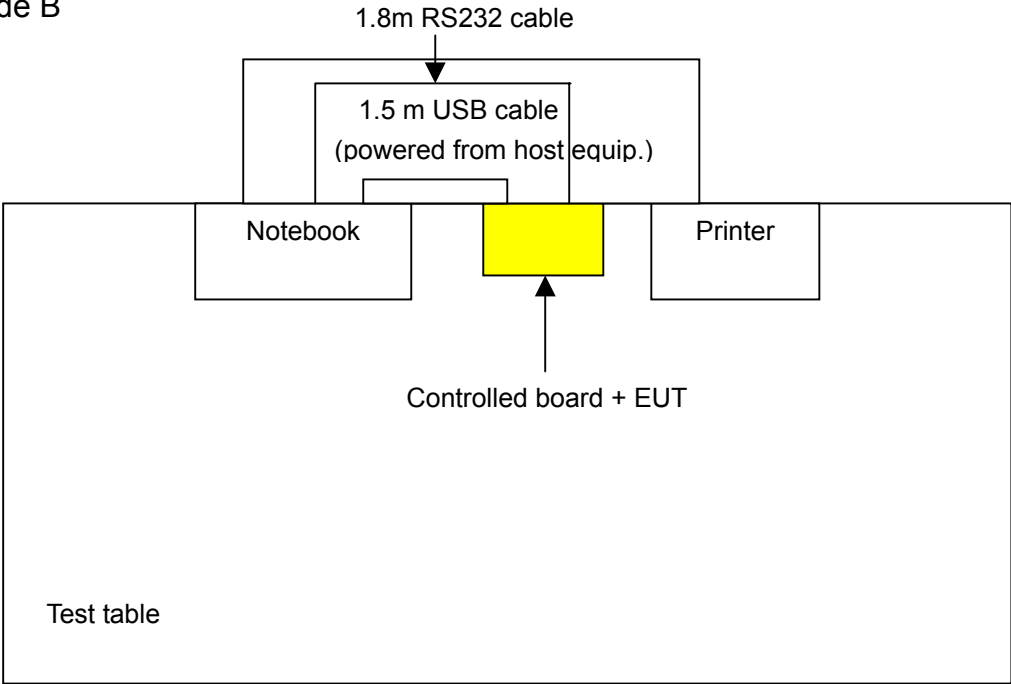 de B
1.8m RS232 cable
1.5 m USB cable
(powered from host equip.)
Notebook
Printer
Controlled board + EUT
Test table